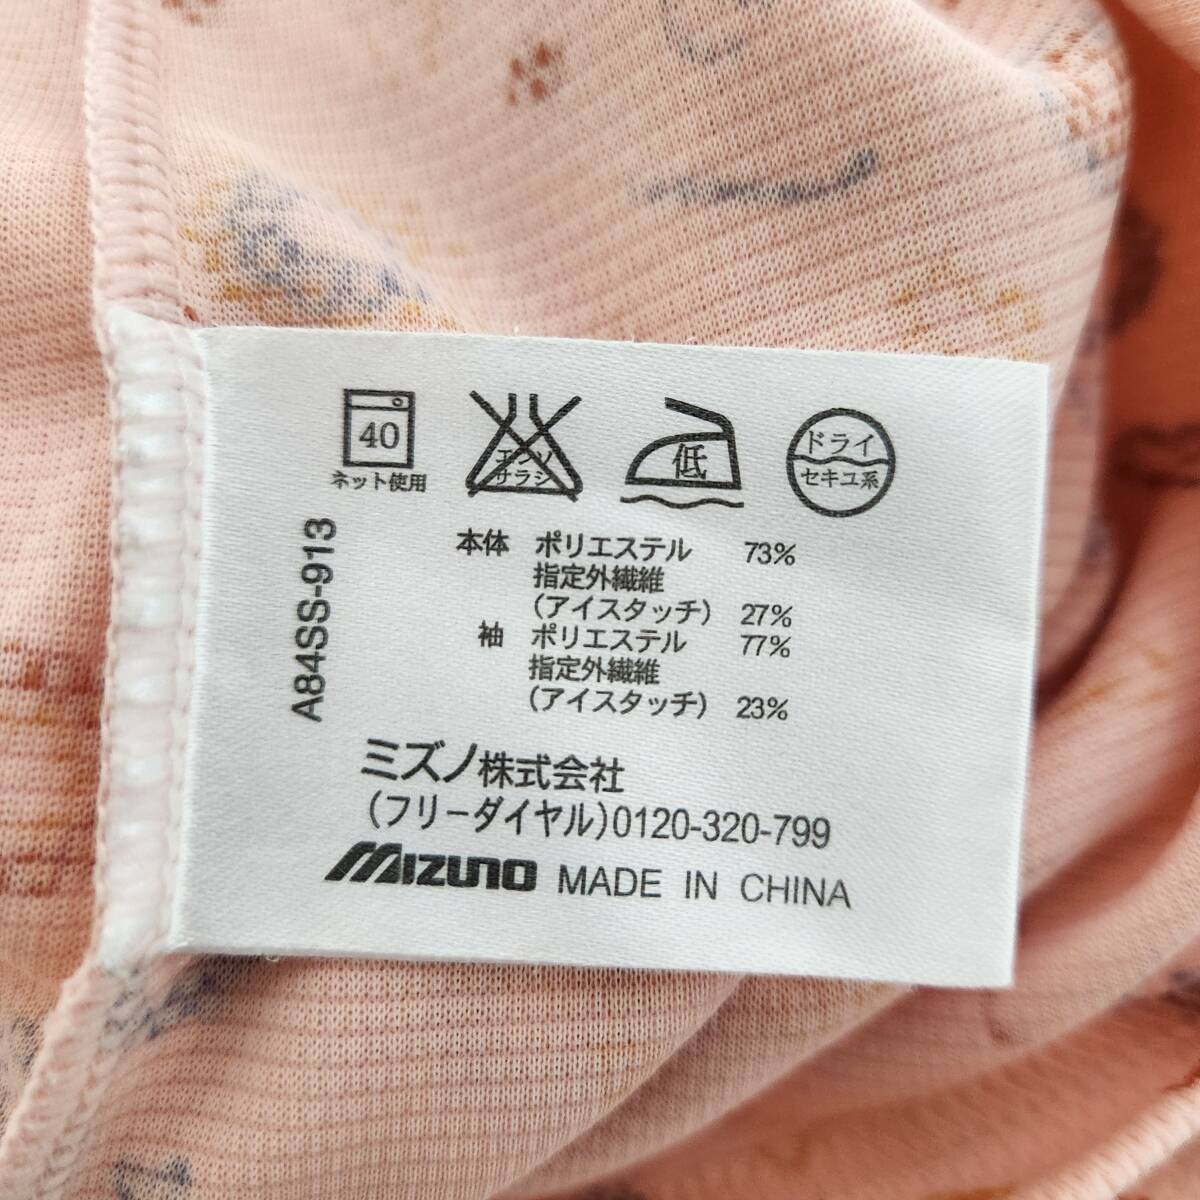 40
ネット使用
エンソ
サラシ
低
ドライ
セキユ系
A84SS-913
本体 ポリエステル 73%
指定外繊維
(アイスタッチ) 27%
袖 ポリエステル 77%
指定外繊維
(アイスタッチ) 23%
ミズノ株式会社
(フリーダイヤル)0120-320-799
MIZUNO MADE IN CHINA